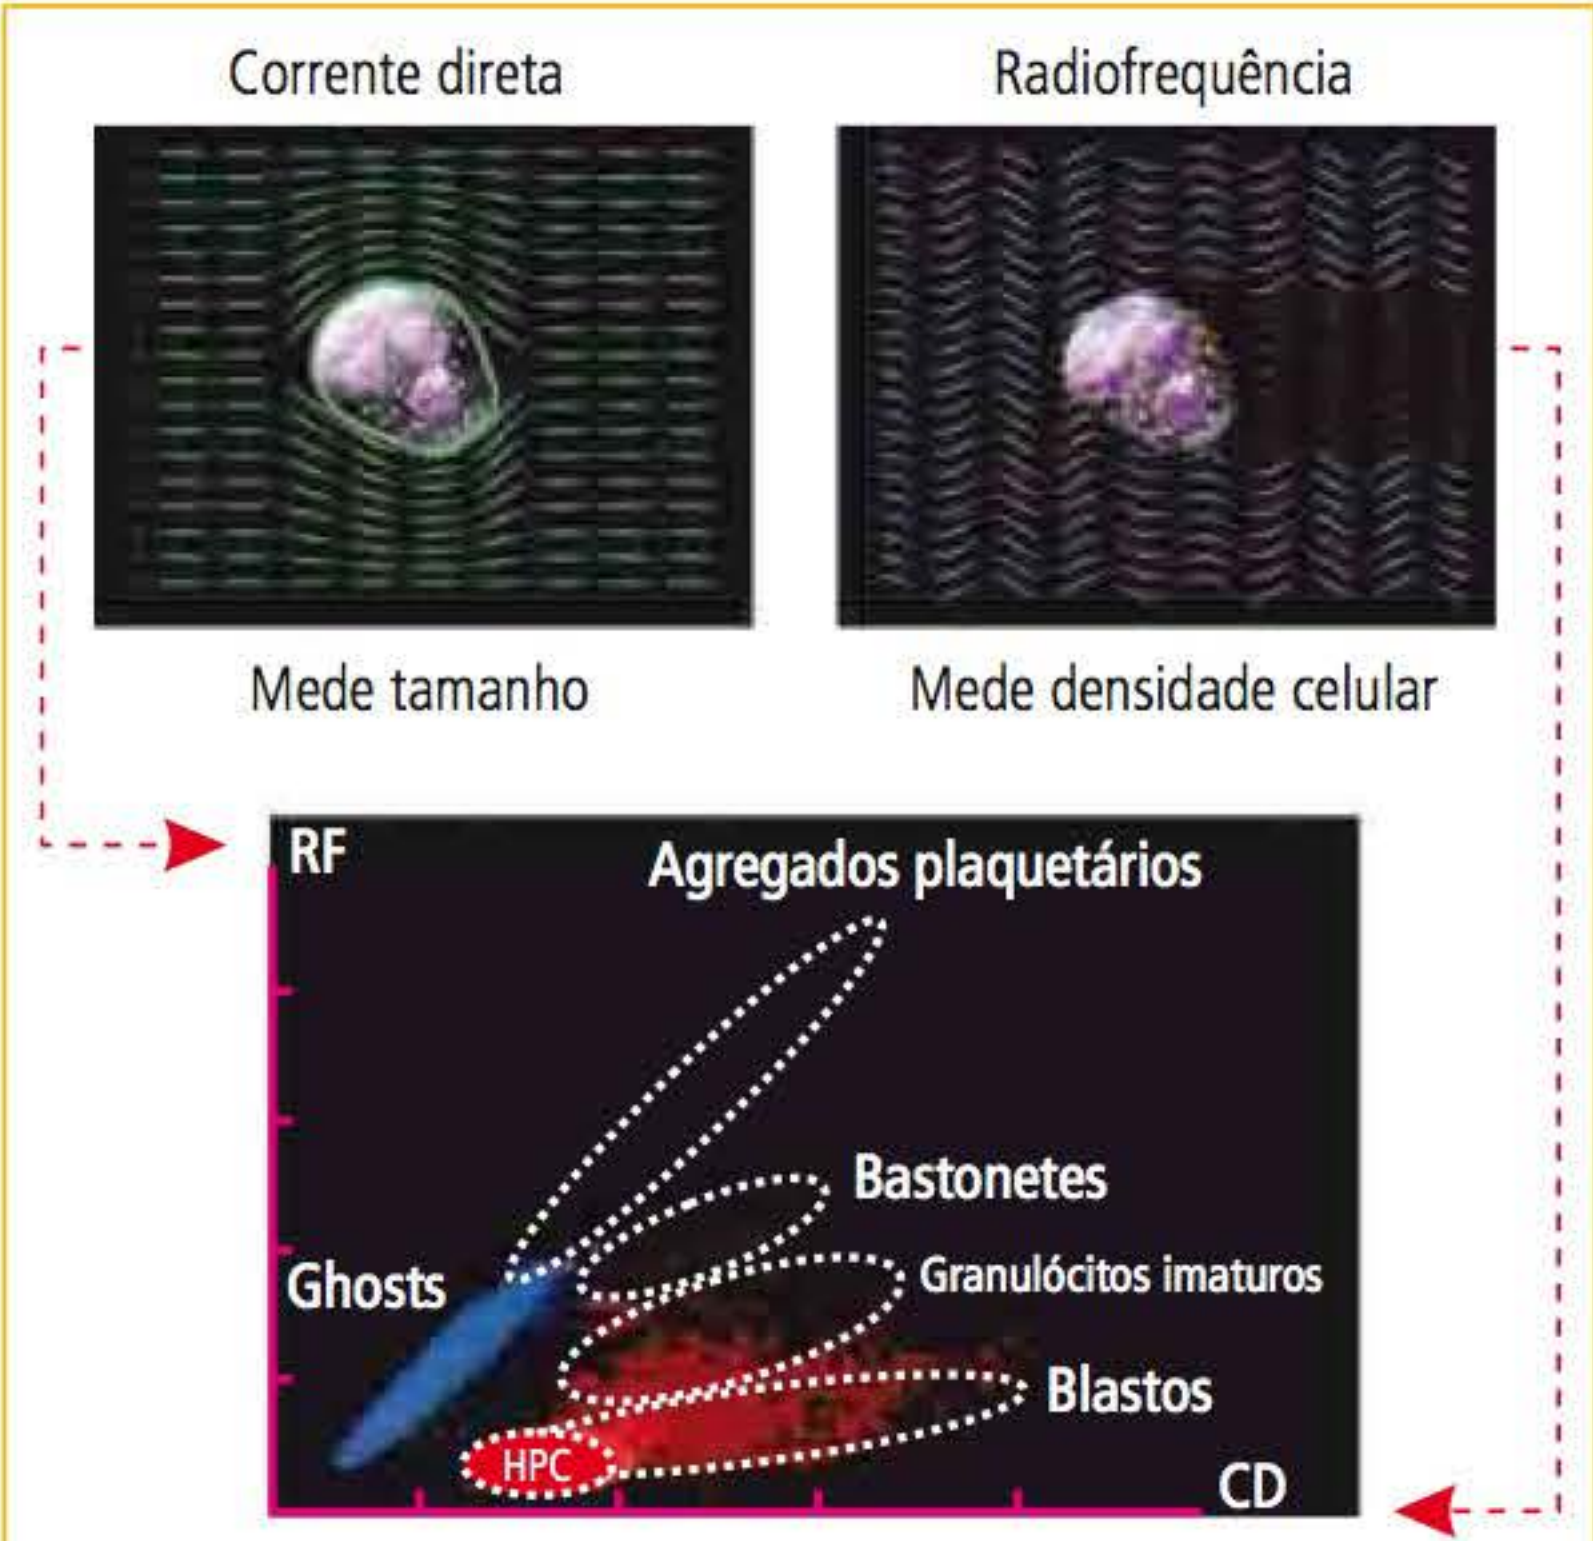 Corrente direta
Radiofrequência
Mede tamanho
Mede densidade celular
RF
Agregados plaquetários
Bastonetes
Ghosts
Granulócitos imaturos
Blastos
HPC
CD